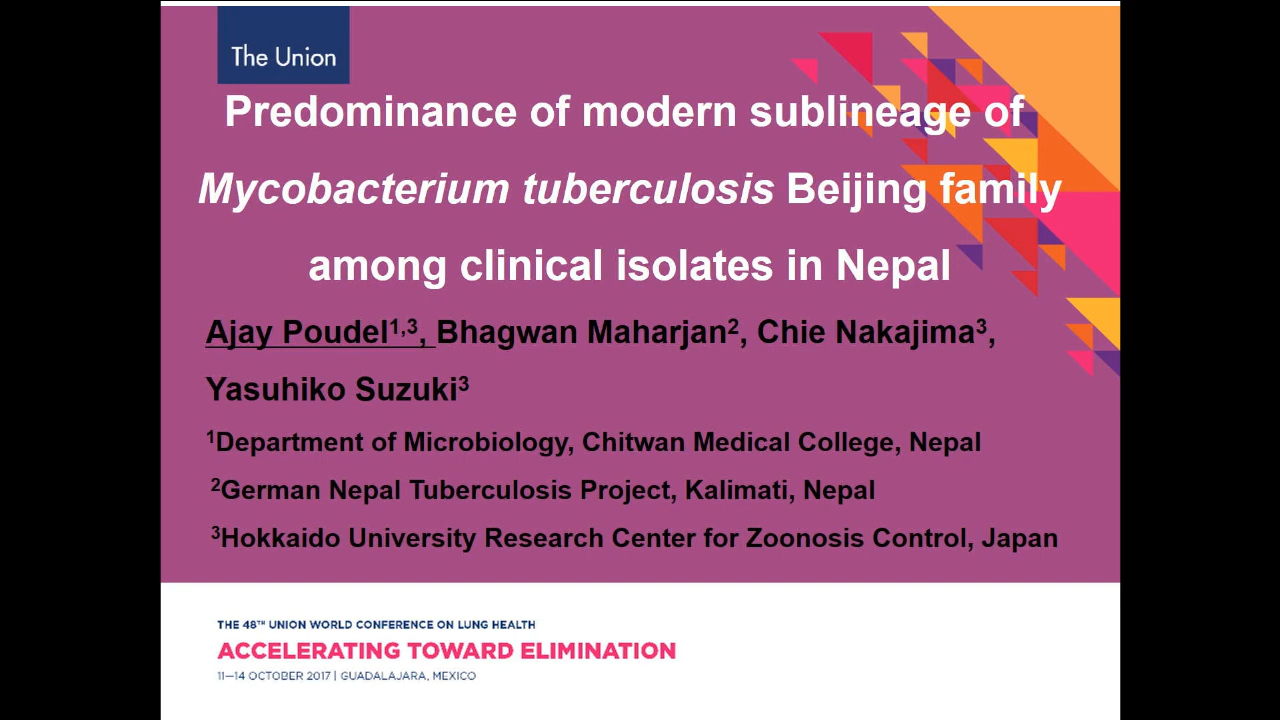 The Union
Predominance of modern sublineage of
Mycobacterium tuberculosis Beijing family
among clinical isolates in Nepal
Ajay Poudel¹,³, Bhagwan Maharjan², Chie Nakajima³,
Yasuhiko Suzuki³
¹Department of Microbiology, Chitwan Medical College, Nepal
²German Nepal Tuberculosis Project, Kalimati, Nepal
³Hokkaido University Research Center for Zoonosis Control, Japan
THE 48TH UNION WORLD CONFERENCE ON LUNG HEALTH
ACCELERATING TOWARD ELIMINATION
11–14 OCTOBER 2017 | GUADALAJARA, MEXICO